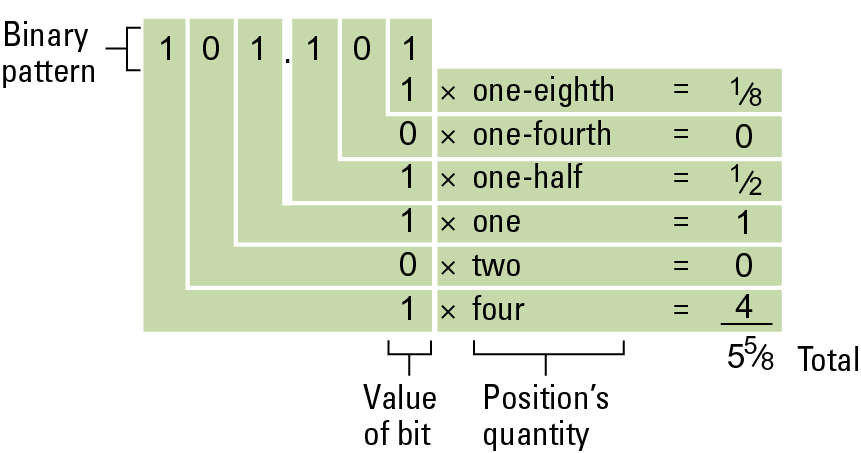 Binary pattern
1 0 1 . 1 0 1
1 × one-eighth = 1/8
0 × one-fourth = 0
1 × one-half = 1/2
1 × one = 1
0 × two = 0
1 × four = 4
5 5/8 Total
Value of bit
Position's quantity